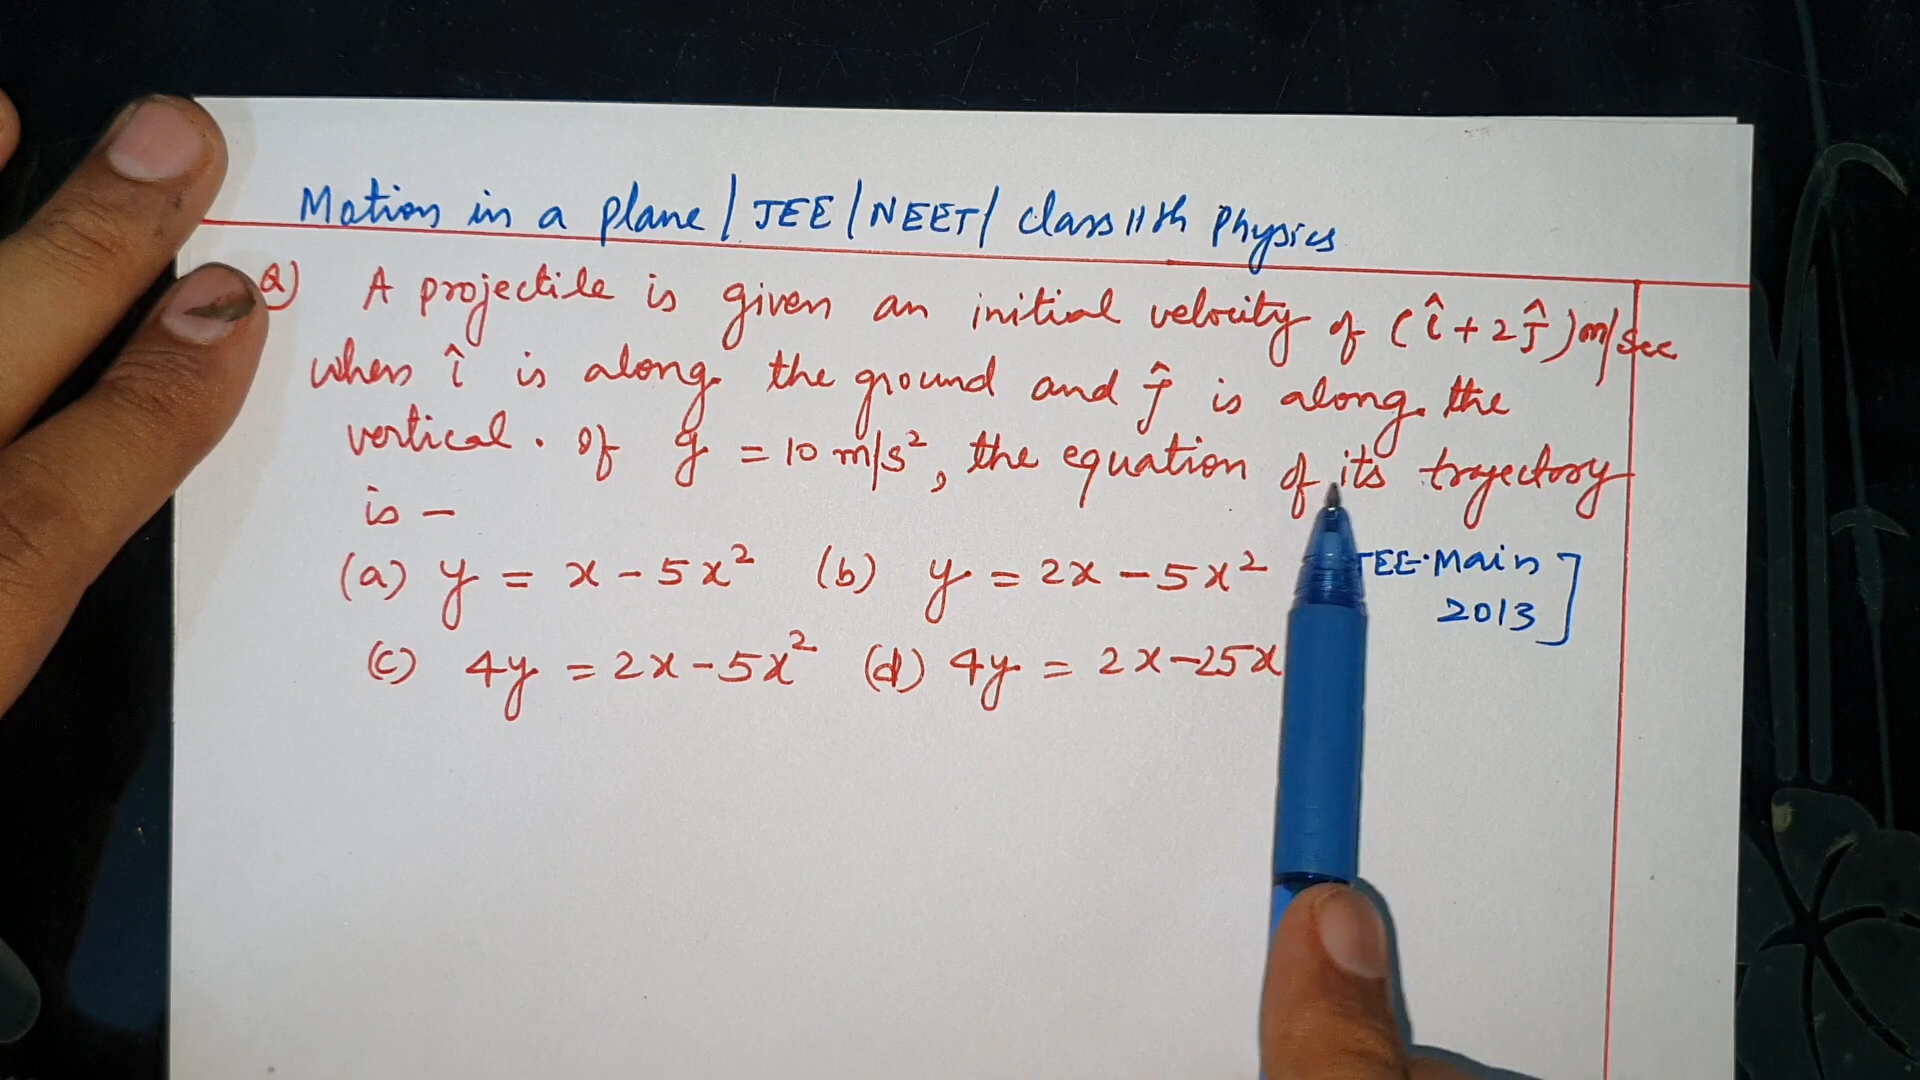 Motion in a plane / JEE / NEET / class 11th Physics
Q) A projectile is given an initial velocity of (î + 2ĵ) m/sec
when î is along the ground and ĵ is along the
vertical. If g = 10 m/s², the equation of its trajectory
is –
(a) y = x – 5x² (b) y = 2x – 5x² JEE-Main
2013]
(c) 4y = 2x – 5x² (d) 4y = 2x – 25x